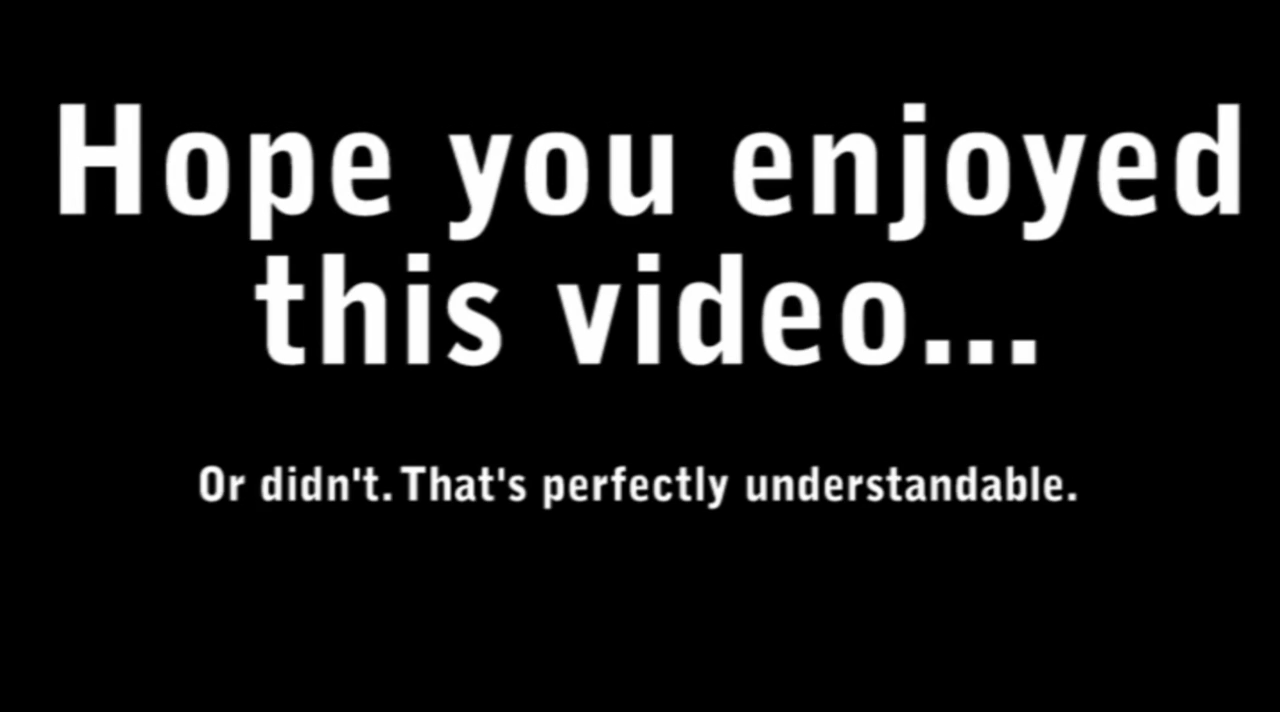 Hope you enjoyed
this video...
Or didn't. That's perfectly understandable.